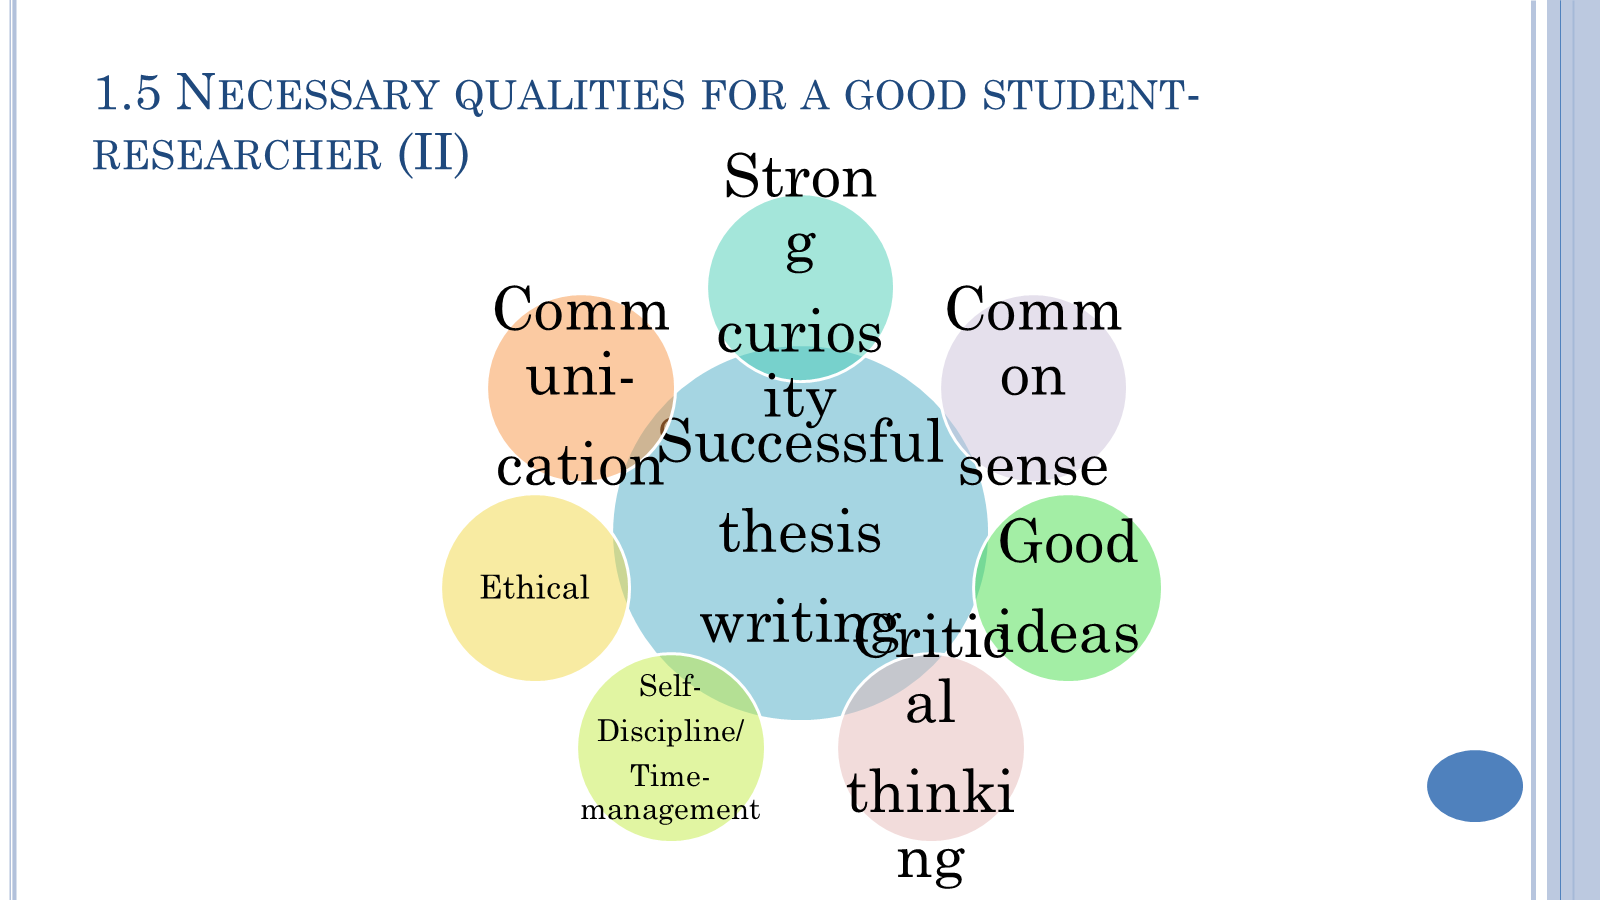 1.5 Necessary qualities for a good student-
researcher (II)
Stron
g
curios
ity
Comm
on
sense
Good
ideas
Critic
al
thinki
ng
Self-
Discipline/
Time-
management
Ethical
Comm
uni-
cation
Successful
thesis
writing